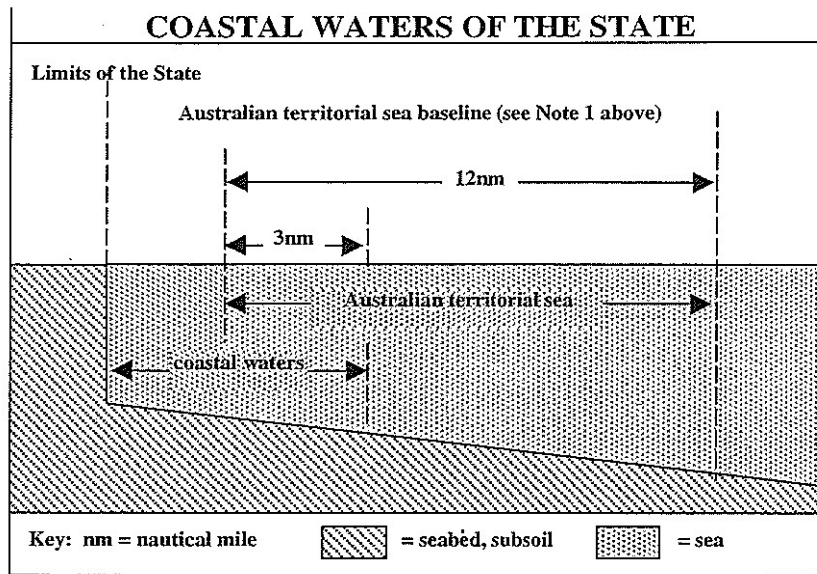 COASTAL WATERS OF THE STATE
Limits of the State
Australian territorial sea baseline (see Note 1 above)
12nm
3nm
Australian territorial sea
coastal waters
Key: nm = nautical mile = seabed, subsoil = sea